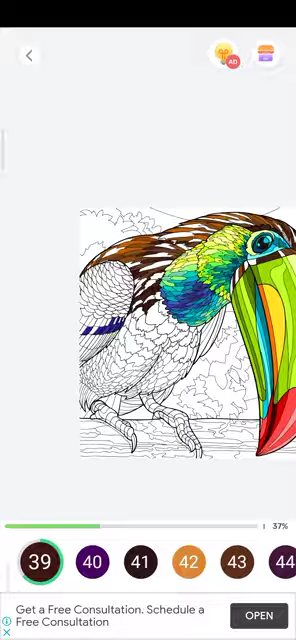 AD
37%
39 40 41 42 43 44
Get a Free Consultation. Schedule a
Free Consultation
OPEN